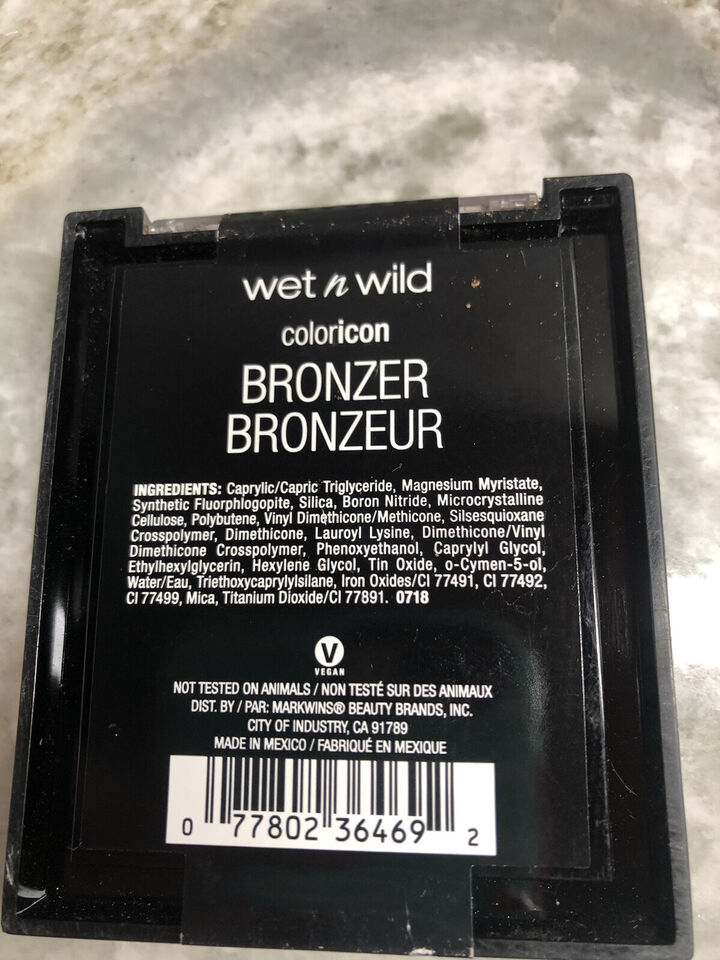 wet n wild
coloricon
BRONZER
BRONZEUR
INGREDIENTS: Caprylic/Capric Triglyceride, Magnesium Myristate,
Synthetic Fluorphlogopite, Silica, Boron Nitride, Microcrystalline
Cellulose, Polybutene, Vinyl Dimethicone/Methicone, Silsesquioxane
Crosspolymer, Dimethicone, Lauroyl Lysine, Dimethicone/Vinyl
Dimethicone Crosspolymer, Phenoxyethanol, Caprylyl Glycol,
Ethylhexylglycerin, Hexylene Glycol, Tin Oxide, o-Cymen-5-ol,
Water/Eau, Triethoxycaprylylsilane, Iron Oxides/CI 77491, CI 77492,
CI 77499, Mica, Titanium Dioxide/CI 77891. 0718
V
VEGAN
NOT TESTED ON ANIMALS / NON TESTÉ SUR DES ANIMAUX
DIST. BY / PAR: MARKWINS® BEAUTY BRANDS, INC.
CITY OF INDUSTRY, CA 91789
MADE IN MEXICO / FABRIQUÉ EN MEXIQUE
0 77802 36469 2